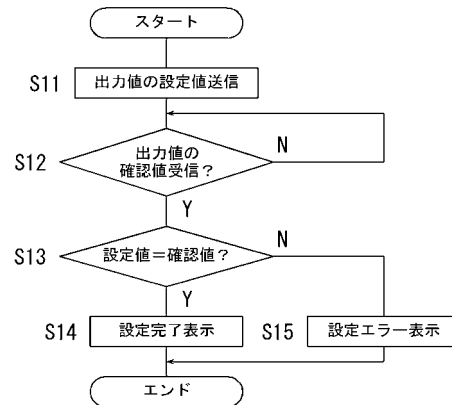 スタート
S11 出力値の設定値送信
S12 出力値の
確認値受信?
N
Y
S13 設定値=確認値?
N
Y
S14 設定完了表示
S15 設定エラー表示
エンド